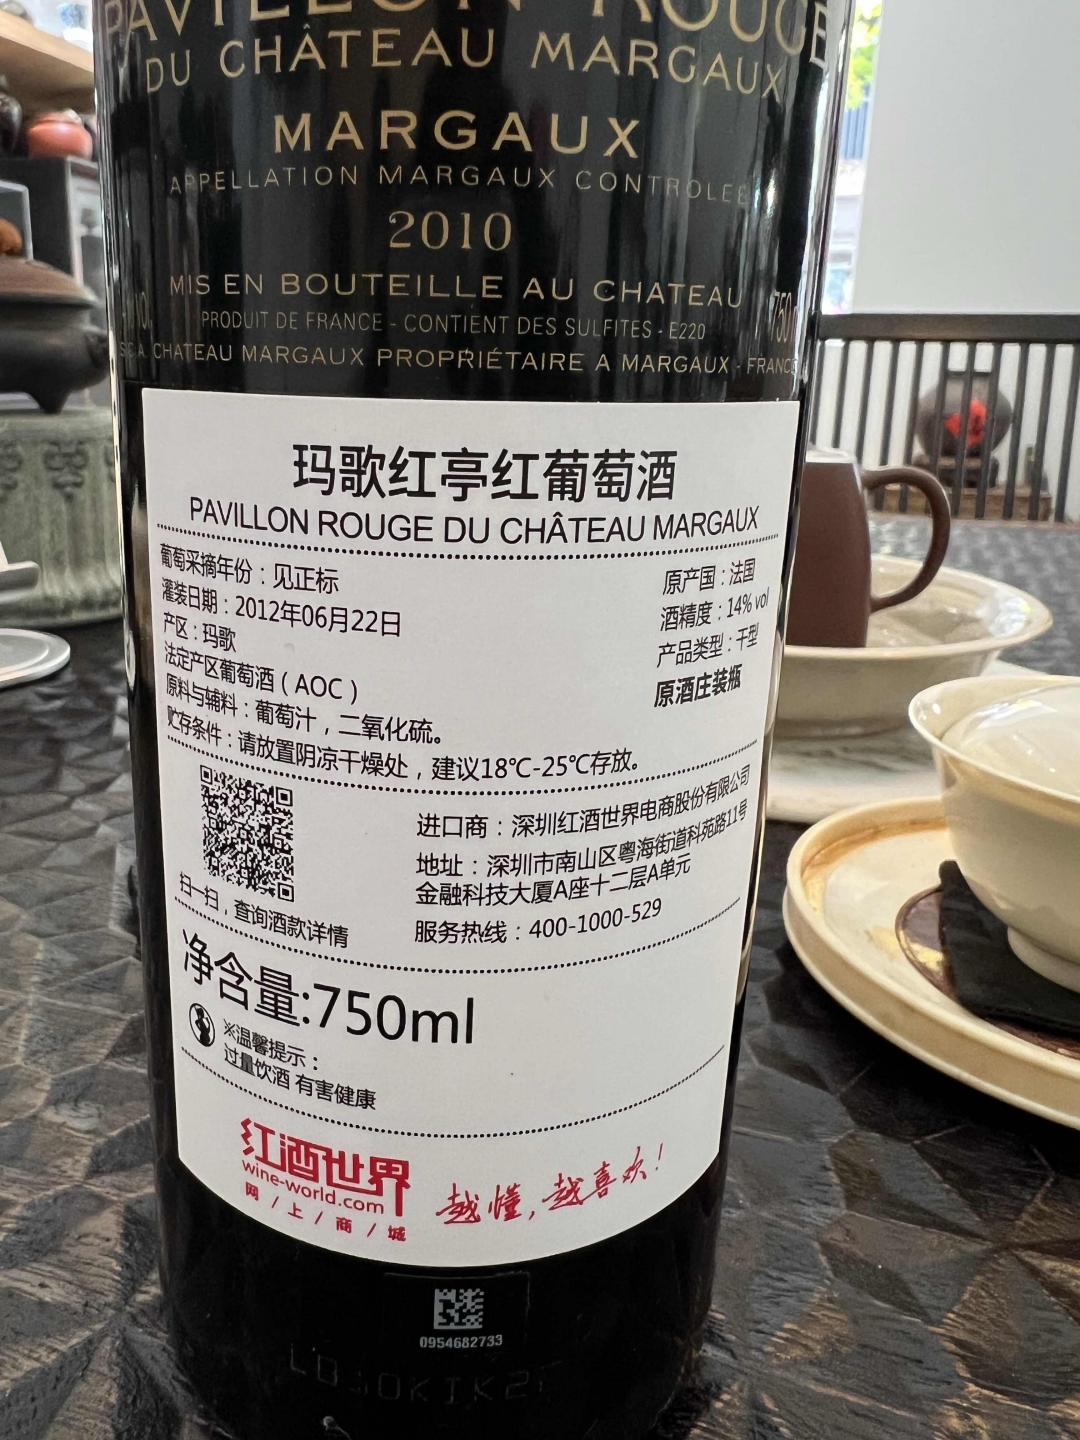 PAVILLON ROUGE
DU CHÂTEAU MARGAUX
MARGAUX
APPELLATION MARGAUX CONTROLEE
2010
MIS EN BOUTEILLE AU CHATEAU
PRODUIT DE FRANCE - CONTIENT DES SULFITES - E220
CHATEAU MARGAUX PROPRIÉTAIRE A MARGAUX - FRANCE
玛歌红亭红葡萄酒
PAVILLON ROUGE DU CHÂTEAU MARGAUX
葡萄采摘年份：见正标
灌装日期：2012年06月22日
产区：玛歌
法定产区葡萄酒（AOC）
原料与辅料：葡萄汁，二氧化硫。
贮存条件：请放置阴凉干燥处，建议18℃-25℃存放。
原产国：法国
酒精度：14% vol
产品类型：干型
原酒庄装瓶
进口商：深圳红酒世界电商股份有限公司
地址：深圳市南山区粤海街道科苑路11号
金融科技大厦A座十二层A单元
服务热线：400-1000-529
扫一扫，查询酒款详情
净含量:750ml
※温馨提示：
过量饮酒 有害健康
红酒世界
wine-world.com
网/上/商/城
越懂，越喜欢！
0954682733